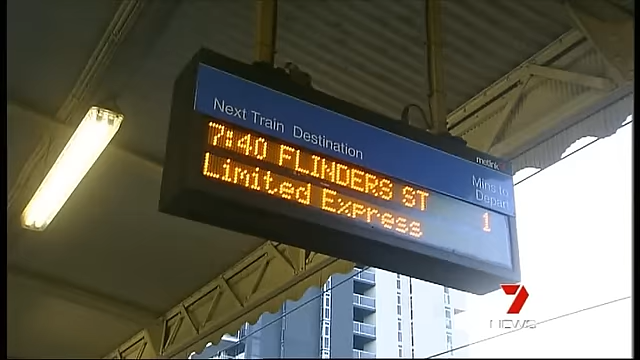 Next Train Destination
metlink
Mins to
Depart
7:40 FLINDERS ST 1
Limited Express
7
NEWS